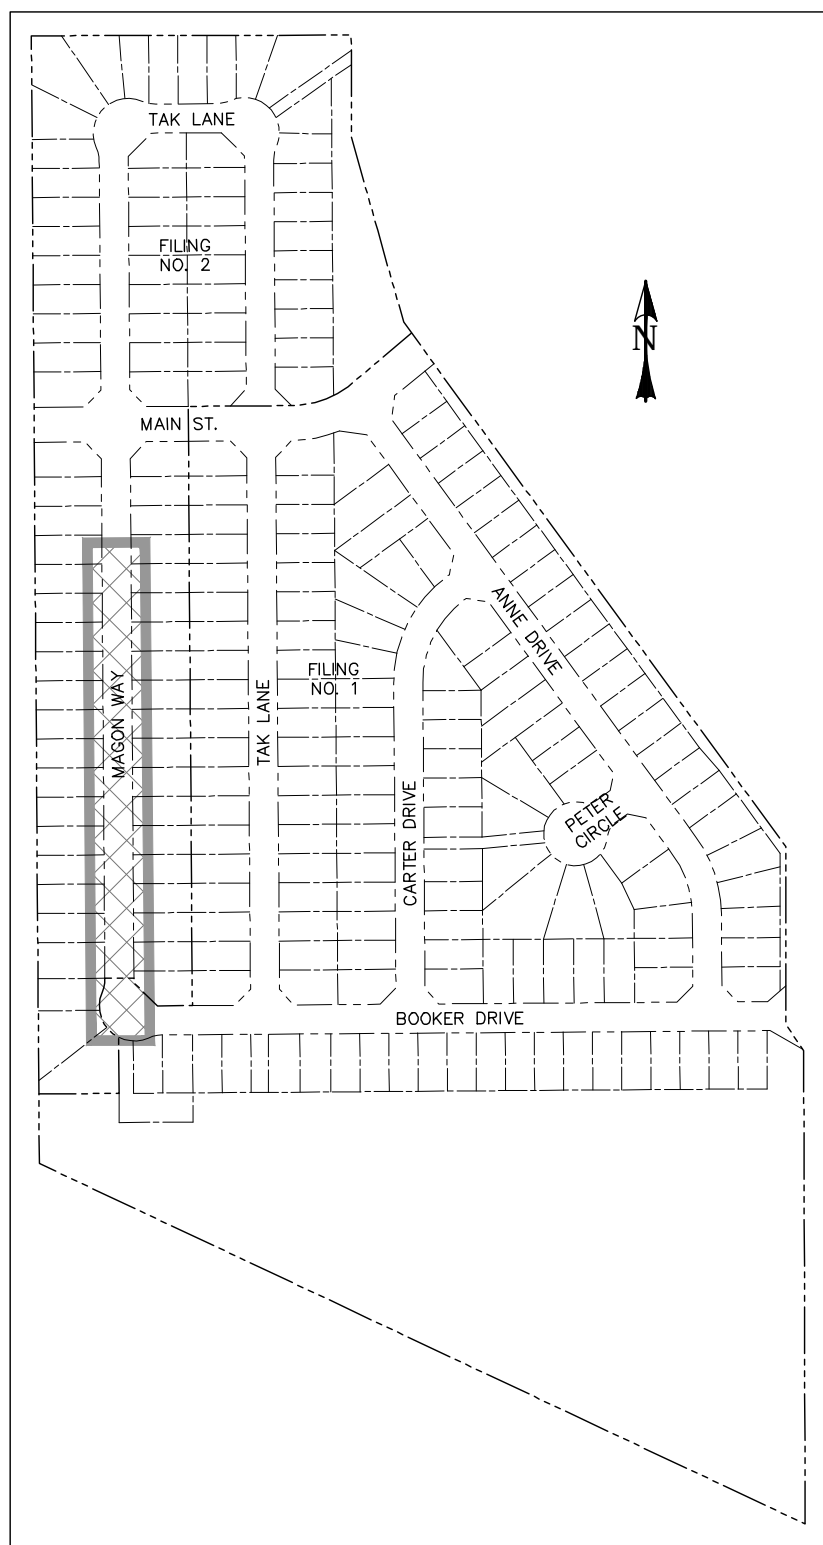 TAK LANE
FILING
NO. 2
N
MAIN ST.
ANNE DRIVE
MAGON WAY
TAK LANE
FILING
NO. 1
CARTER DRIVE
PETER
CIRCLE
BOOKER DRIVE